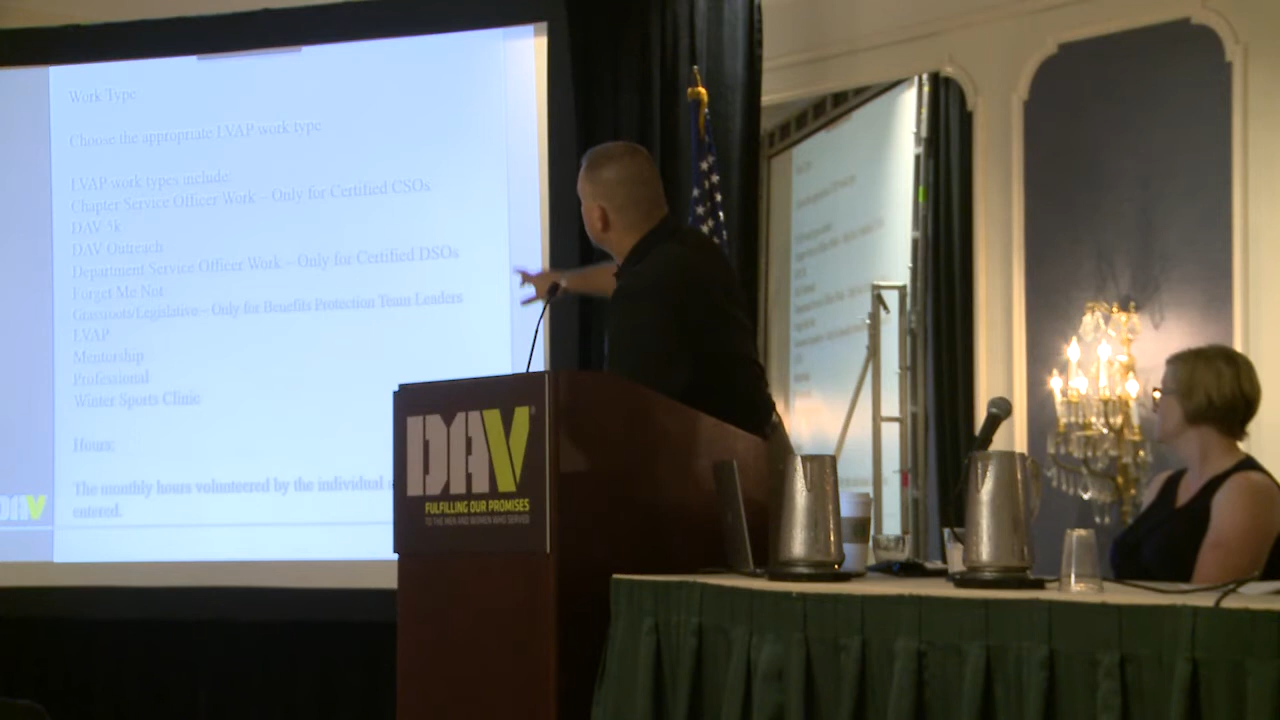 Work Type
Choose the appropriate LVAP work type
LVAP work types include:
Chapter Service Officer Work – Only for Certified CSOs
DAV 5k
DAV Outreach
Department Service Officer Work – Only for Certified DSOs
Forget Me Not
Grassroots/Legislative – Only for Benefits Protection Team Leaders
LVAP
Mentorship
Professional
Winter Sports Clinic
Hours:
The monthly hours volunteered by the individual
entered.
DAV
DAV
FULFILLING OUR PROMISES
TO THE MEN AND WOMEN WHO SERVED